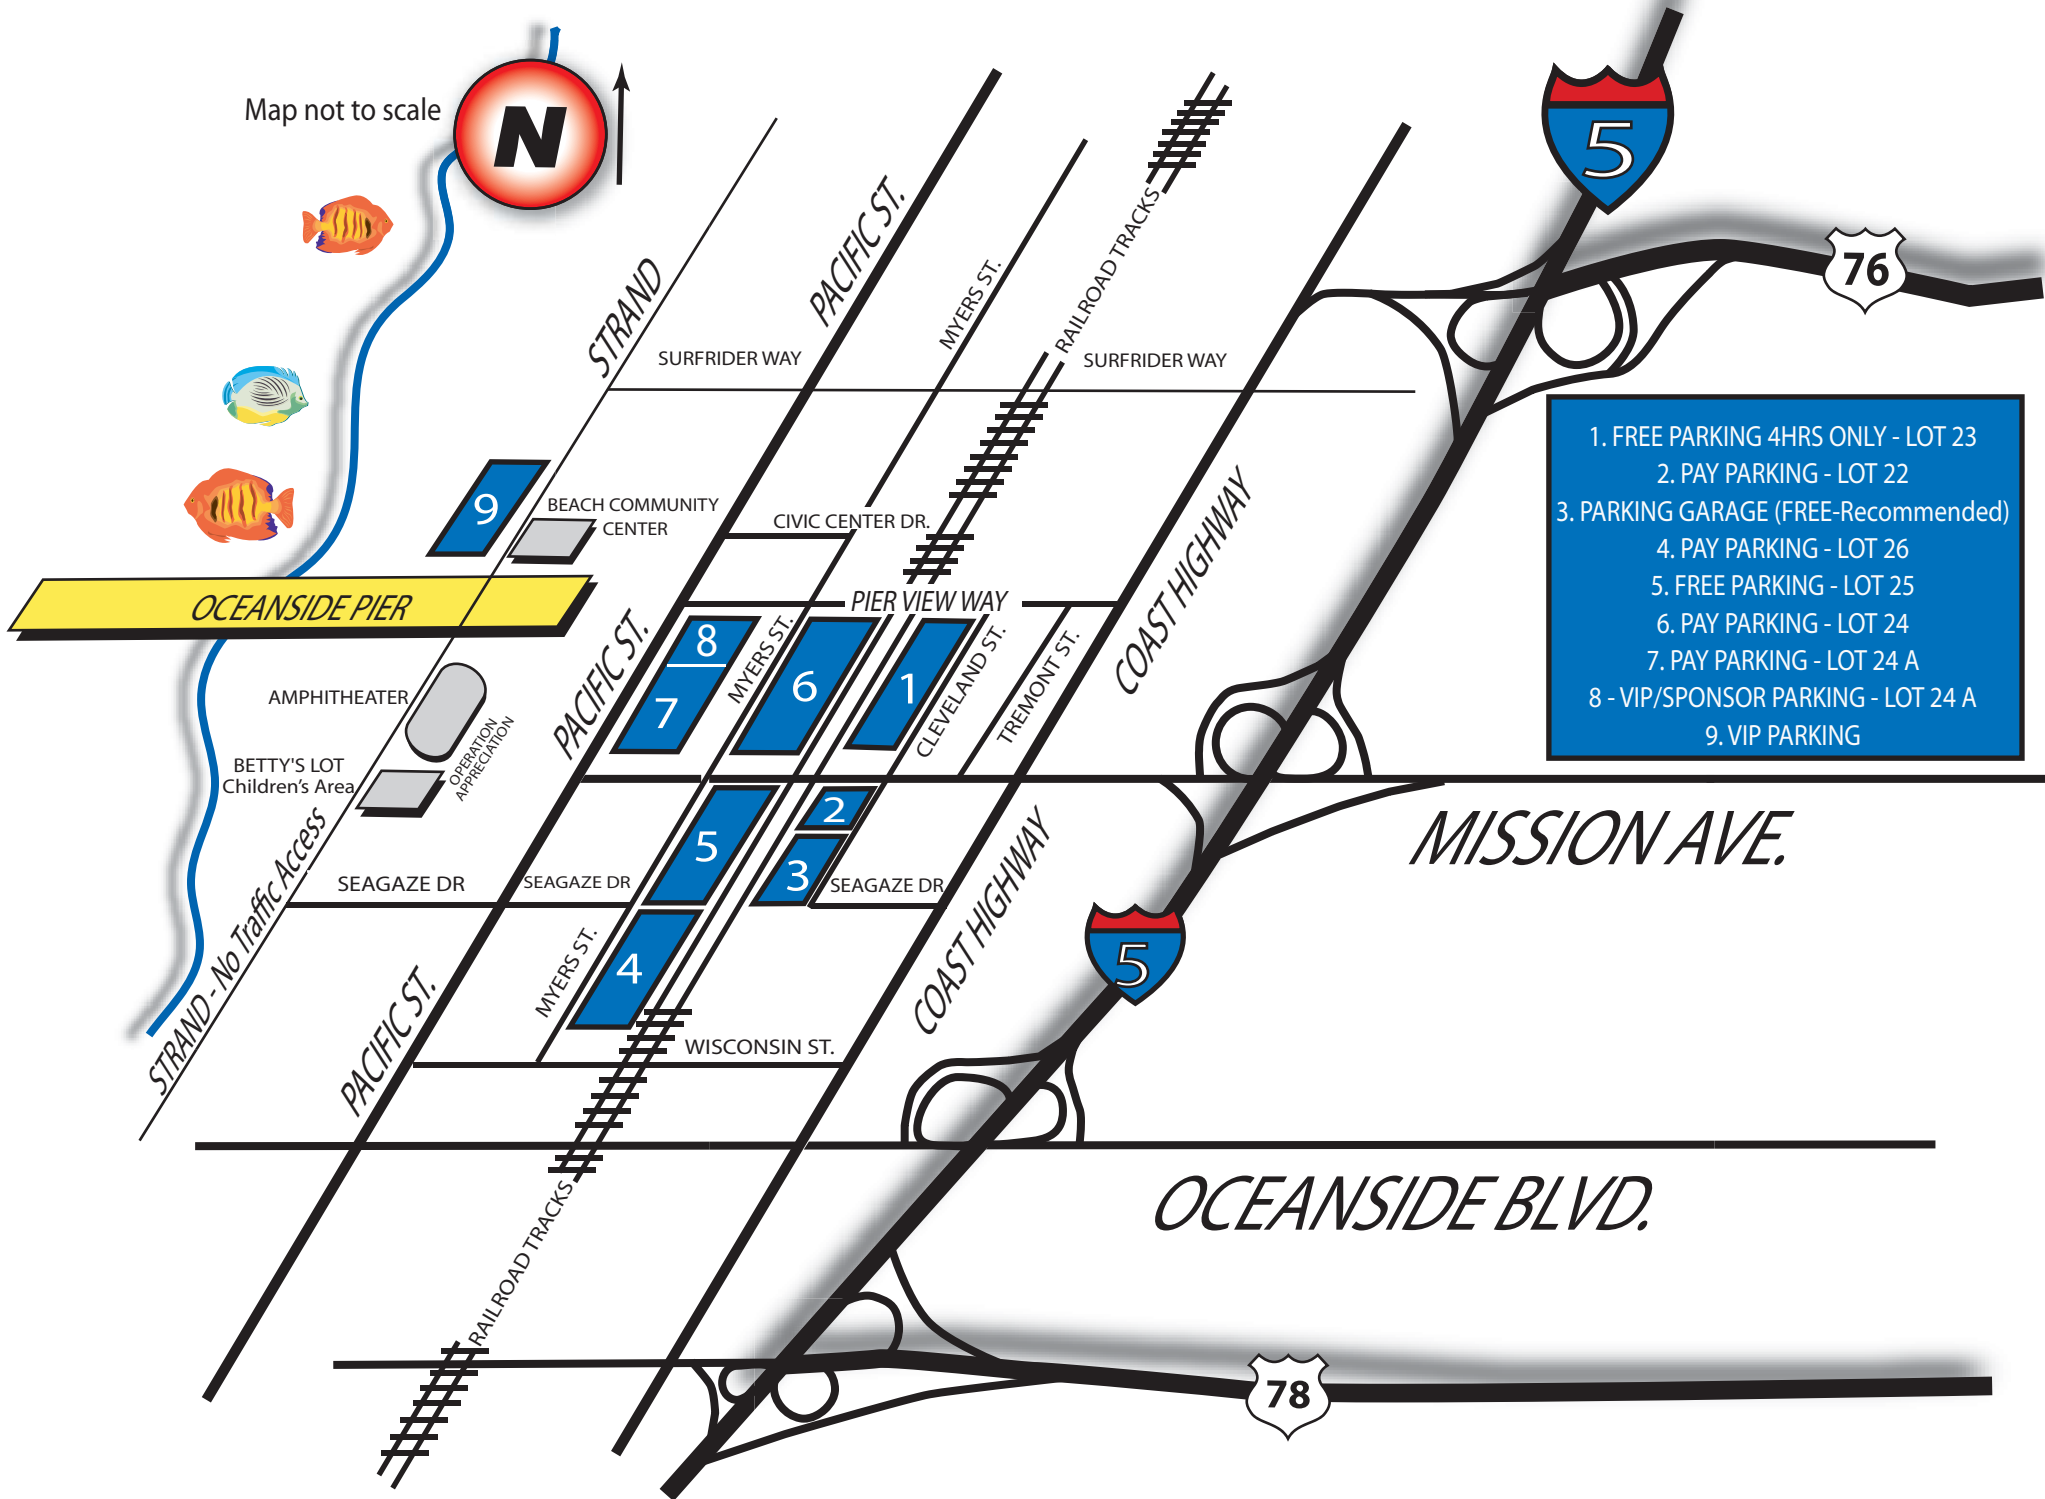 Map not to scale
N
5
76
PACIFIC ST.
MYERS ST.
RAILROAD TRACKS
STRAND
SURFRIDER WAY
SURFRIDER WAY
1. FREE PARKING 4HRS ONLY - LOT 23
2. PAY PARKING - LOT 22
3. PARKING GARAGE (FREE-Recommended)
4. PAY PARKING - LOT 26
5. FREE PARKING - LOT 25
6. PAY PARKING - LOT 24
7. PAY PARKING - LOT 24 A
8 - VIP/SPONSOR PARKING - LOT 24 A
9. VIP PARKING
9
BEACH COMMUNITY
CENTER
CIVIC CENTER DR.
COAST HIGHWAY
OCEANSIDE PIER
PIER VIEW WAY
PACIFIC ST.
8
7
MYERS ST.
6
1
CLEVELAND ST.
TREMONT ST.
AMPHITHEATER
OPERATION
APPRECIATION
BETTY'S LOT
Children's Area
MISSION AVE.
STRAND - No Traffic Access
SEAGAZE DR
SEAGAZE DR
5
2
3
SEAGAZE DR
COAST HIGHWAY
5
MYERS ST.
4
PACIFIC ST.
WISCONSIN ST.
OCEANSIDE BLVD.
RAILROAD TRACKS
78